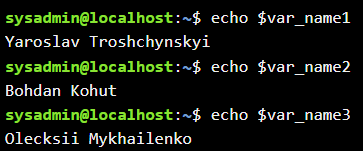 sysadmin@localhost:~$ echo $var_name1
Yaroslav Troshchynskyi
sysadmin@localhost:~$ echo $var_name2
Bohdan Kohut
sysadmin@localhost:~$ echo $var_name3
Olecksii Mykhailenko